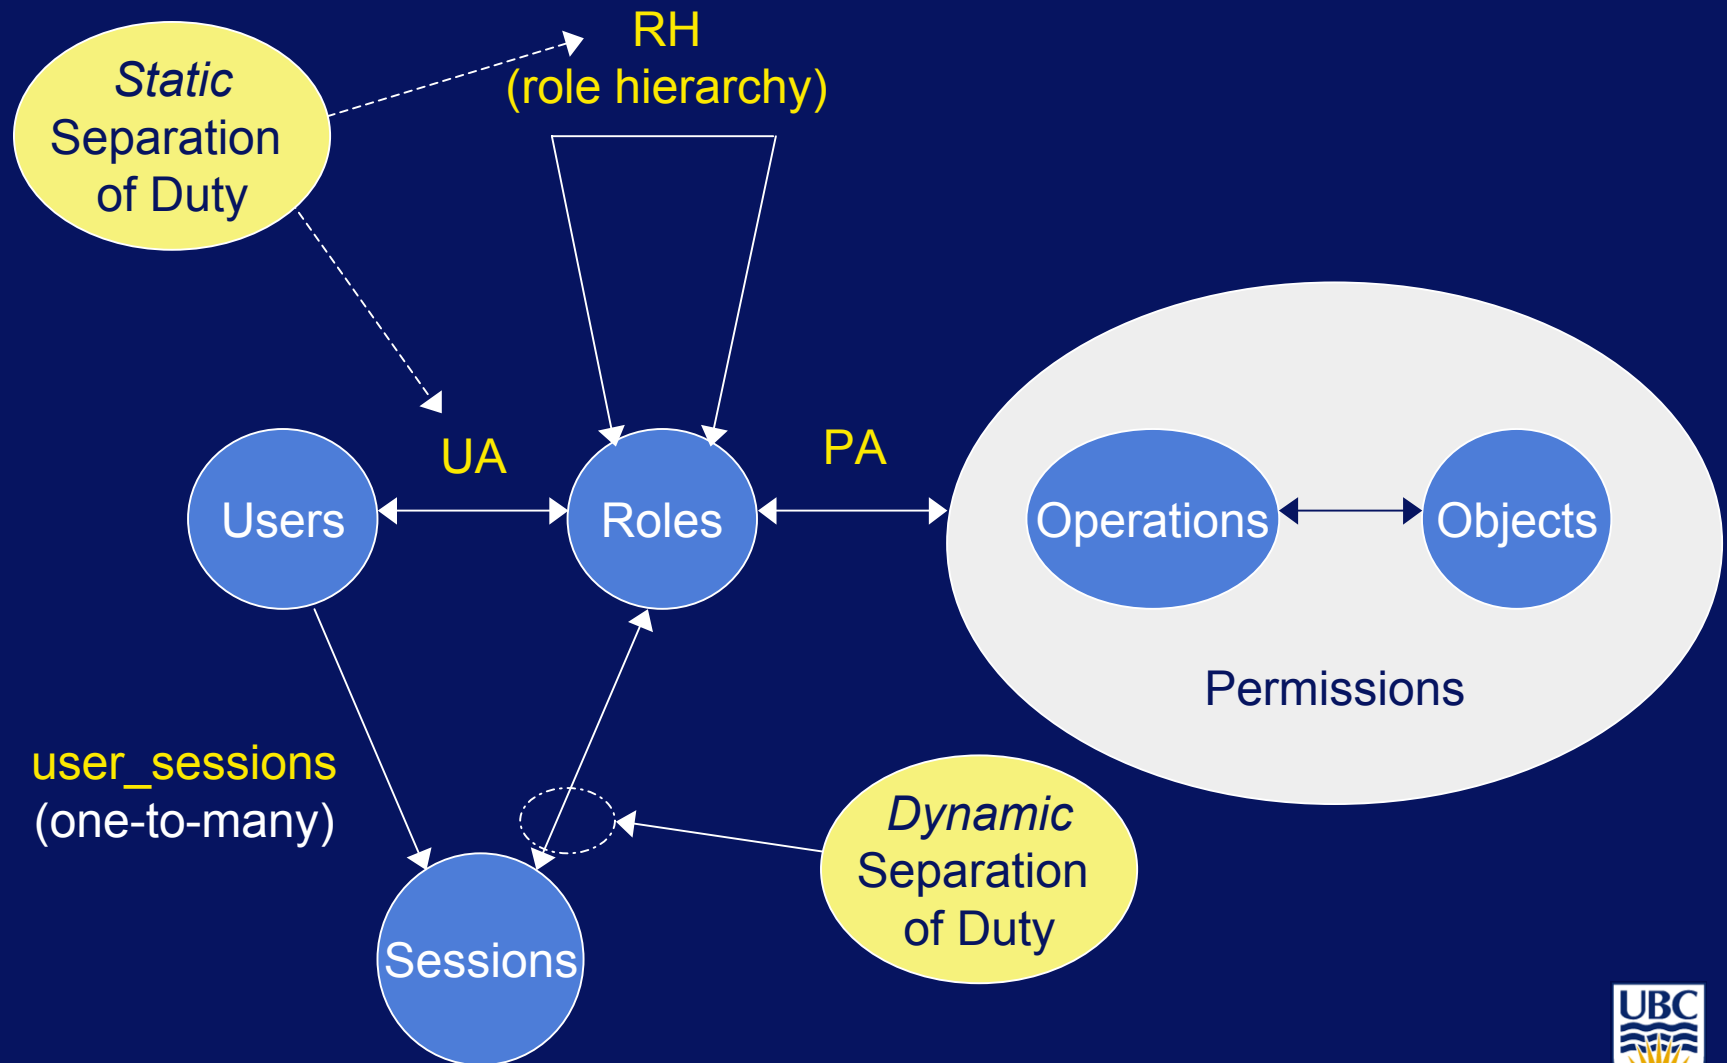 RH
(role hierarchy)
Static
Separation
of Duty
UA
PA
Users
Roles
Operations
Objects
Permissions
user_sessions
(one-to-many)
Dynamic
Separation
of Duty
Sessions
UBC